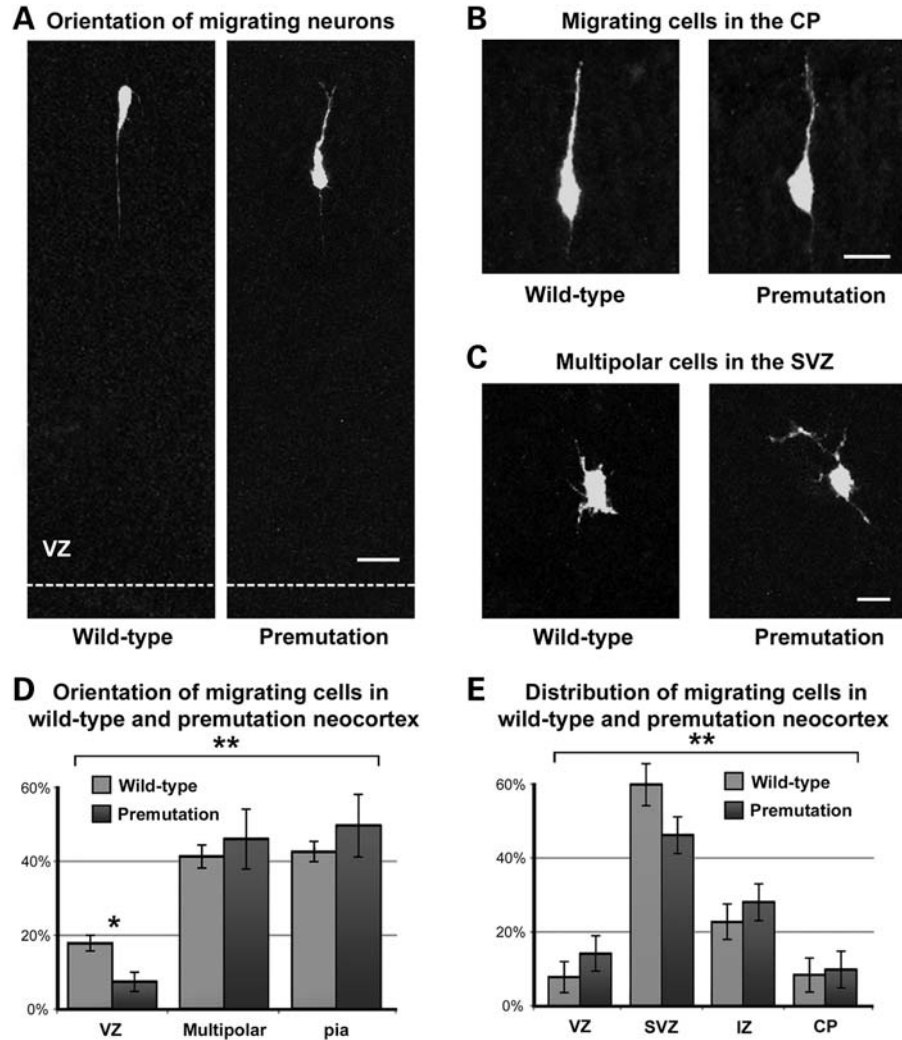 A Orientation of migrating neurons
VZ
Wild-type Premutation
B Migrating cells in the CP
Wild-type Premutation
C Multipolar cells in the SVZ
Wild-type Premutation
D Orientation of migrating cells in
wild-type and premutation neocortex
**
60%
Wild-type
Premutation
40%
*
20%
0%
VZ Multipolar pia
E Distribution of migrating cells in
wild-type and premutation neocortex
**
60%
Wild-type
Premutation
40%
20%
0%
VZ SVZ IZ CP